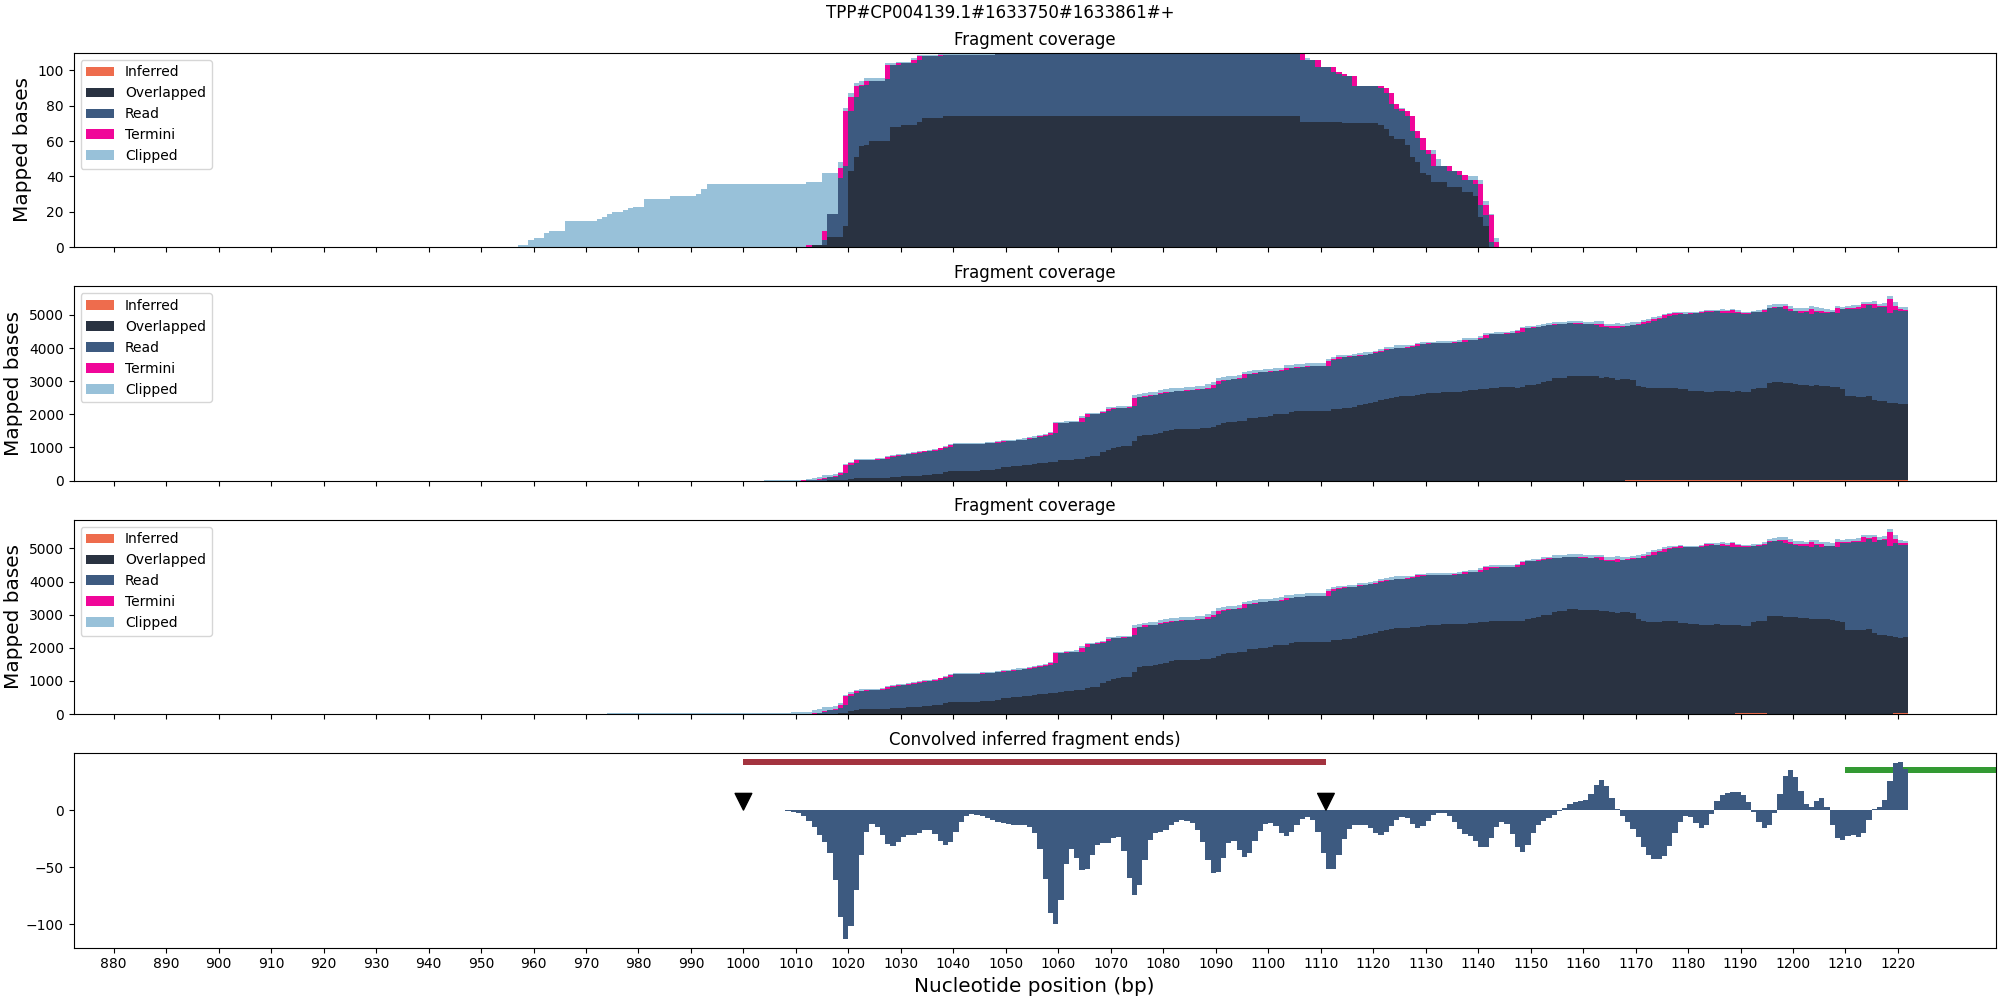 TPP#CP004139.1#1633750#1633861#+
Fragment coverage
Mapped bases
100
80
60
40
20
0
Inferred
Overlapped
Read
Termini
Clipped
Fragment coverage
Mapped bases
5000
4000
3000
2000
1000
0
Inferred
Overlapped
Read
Termini
Clipped
Fragment coverage
Mapped bases
5000
4000
3000
2000
1000
0
Inferred
Overlapped
Read
Termini
Clipped
Convolved inferred fragment ends)
0
−50
−100
880 890 900 910 920 930 940 950 960 970 980 990 1000 1010 1020 1030 1040 1050 1060 1070 1080 1090 1100 1110 1120 1130 1140 1150 1160 1170 1180 1190 1200 1210 1220
Nucleotide position (bp)